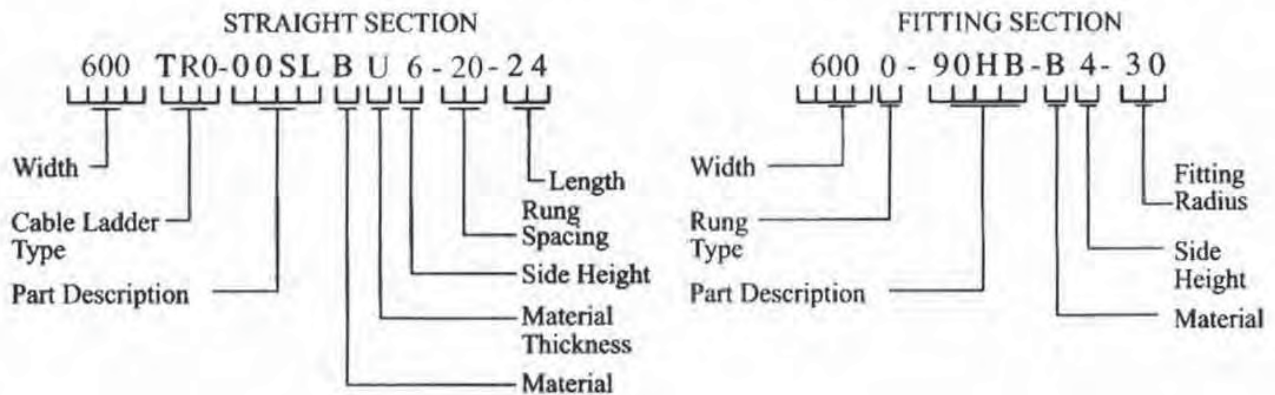 STRAIGHT SECTION
600 TR0-00SL B U 6-20-24
Width
Cable Ladder
Type
Part Description
Length
Rung
Spacing
Side Height
Material
Thickness
Material
FITTING SECTION
600 0-90HB-B 4-30
Width
Rung
Type
Part Description
Fitting
Radius
Side
Height
Material